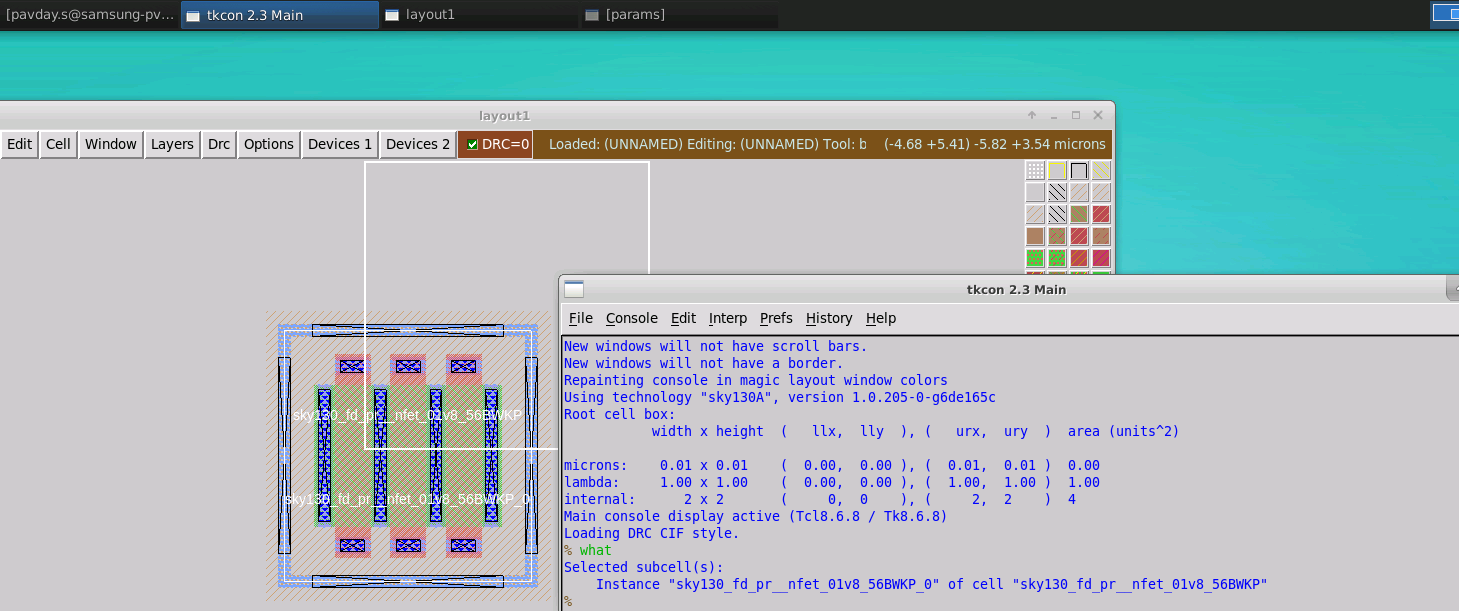 [pavday.s@samsung-pv... tkcon 2.3 Main layout1 [params]
layout1
Edit Cell Window Layers Drc Options Devices 1 Devices 2 DRC=0 Loaded: (UNNAMED) Editing: (UNNAMED) Tool: b (-4.68 +5.41) -5.82 +3.54 microns
sky130_fd_pr__nfet_01v8_56BWKP
sky130_fd_pr__nfet_01v8_56BWKP_0
tkcon 2.3 Main
File Console Edit Interp Prefs History Help
New windows will not have scroll bars.
New windows will not have a border.
Repainting console in magic layout window colors
Using technology "sky130A", version 1.0.205-0-g6de165c
Root cell box:
width x height ( llx, lly ), ( urx, ury ) area (units^2)
microns: 0.01 x 0.01 ( 0.00, 0.00 ), ( 0.01, 0.01 ) 0.00
lambda: 1.00 x 1.00 ( 0.00, 0.00 ), ( 1.00, 1.00 ) 1.00
internal: 2 x 2 ( 0, 0 ), ( 2, 2 ) 4
Main console display active (Tcl8.6.8 / Tk8.6.8)
Loading DRC CIF style.
% what
Selected subcell(s):
Instance "sky130_fd_pr__nfet_01v8_56BWKP_0" of cell "sky130_fd_pr__nfet_01v8_56BWKP"
%